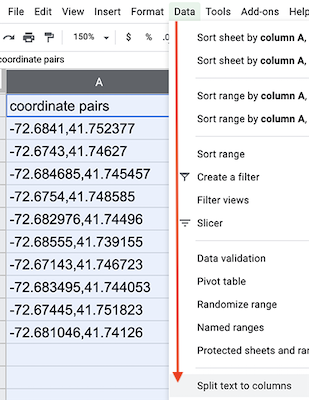 File Edit View Insert Format Data Tools Add-ons Help
150% $ % .0
coordinate pairs
A
coordinate pairs
-72.6841,41.752377
-72.6743,41.74627
-72.684685,41.745457
-72.6754,41.748585
-72.682976,41.74496
-72.68555,41.739155
-72.67143,41.746723
-72.683495,41.744053
-72.67445,41.751823
-72.681046,41.74126
Sort sheet by column A,
Sort sheet by column A,
Sort range by column A,
Sort range by column A,
Sort range
Create a filter
Filter views
Slicer
Data validation
Pivot table
Randomize range
Named ranges
Protected sheets and ran
Split text to columns